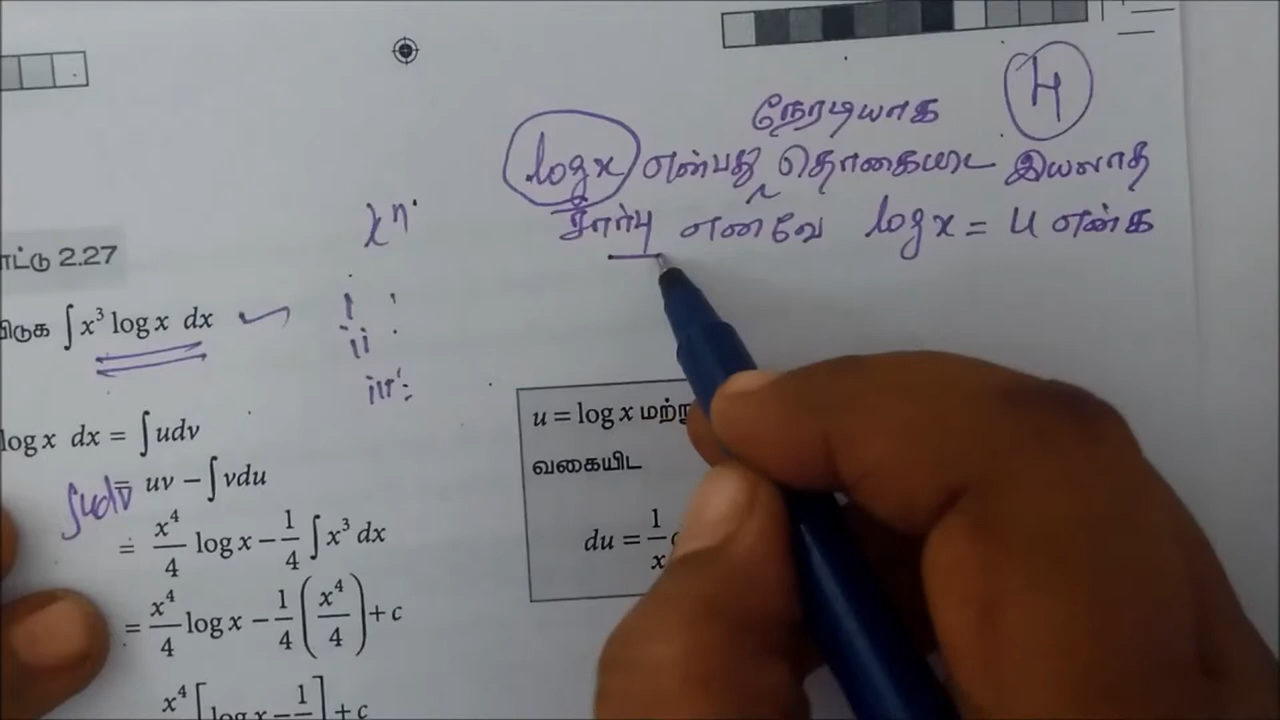 நேரடியாக
4
log x என்பது தொகையிட இயலாத
சார்பு எனவே log x = u என்க
xⁿ
i
ii
iii
ாட்டு 2.27
பிடுக ∫ x³ log x dx
log x dx = ∫ udv
∫udv = uv − ∫ vdu
= x⁴/4 log x − 1/4 ∫ x³ dx
= x⁴/4 log x − 1/4 (x⁴/4) + c
x⁴ [log x − 1 ] + c
u = log x மற்று
வகையிட
du = 1/x